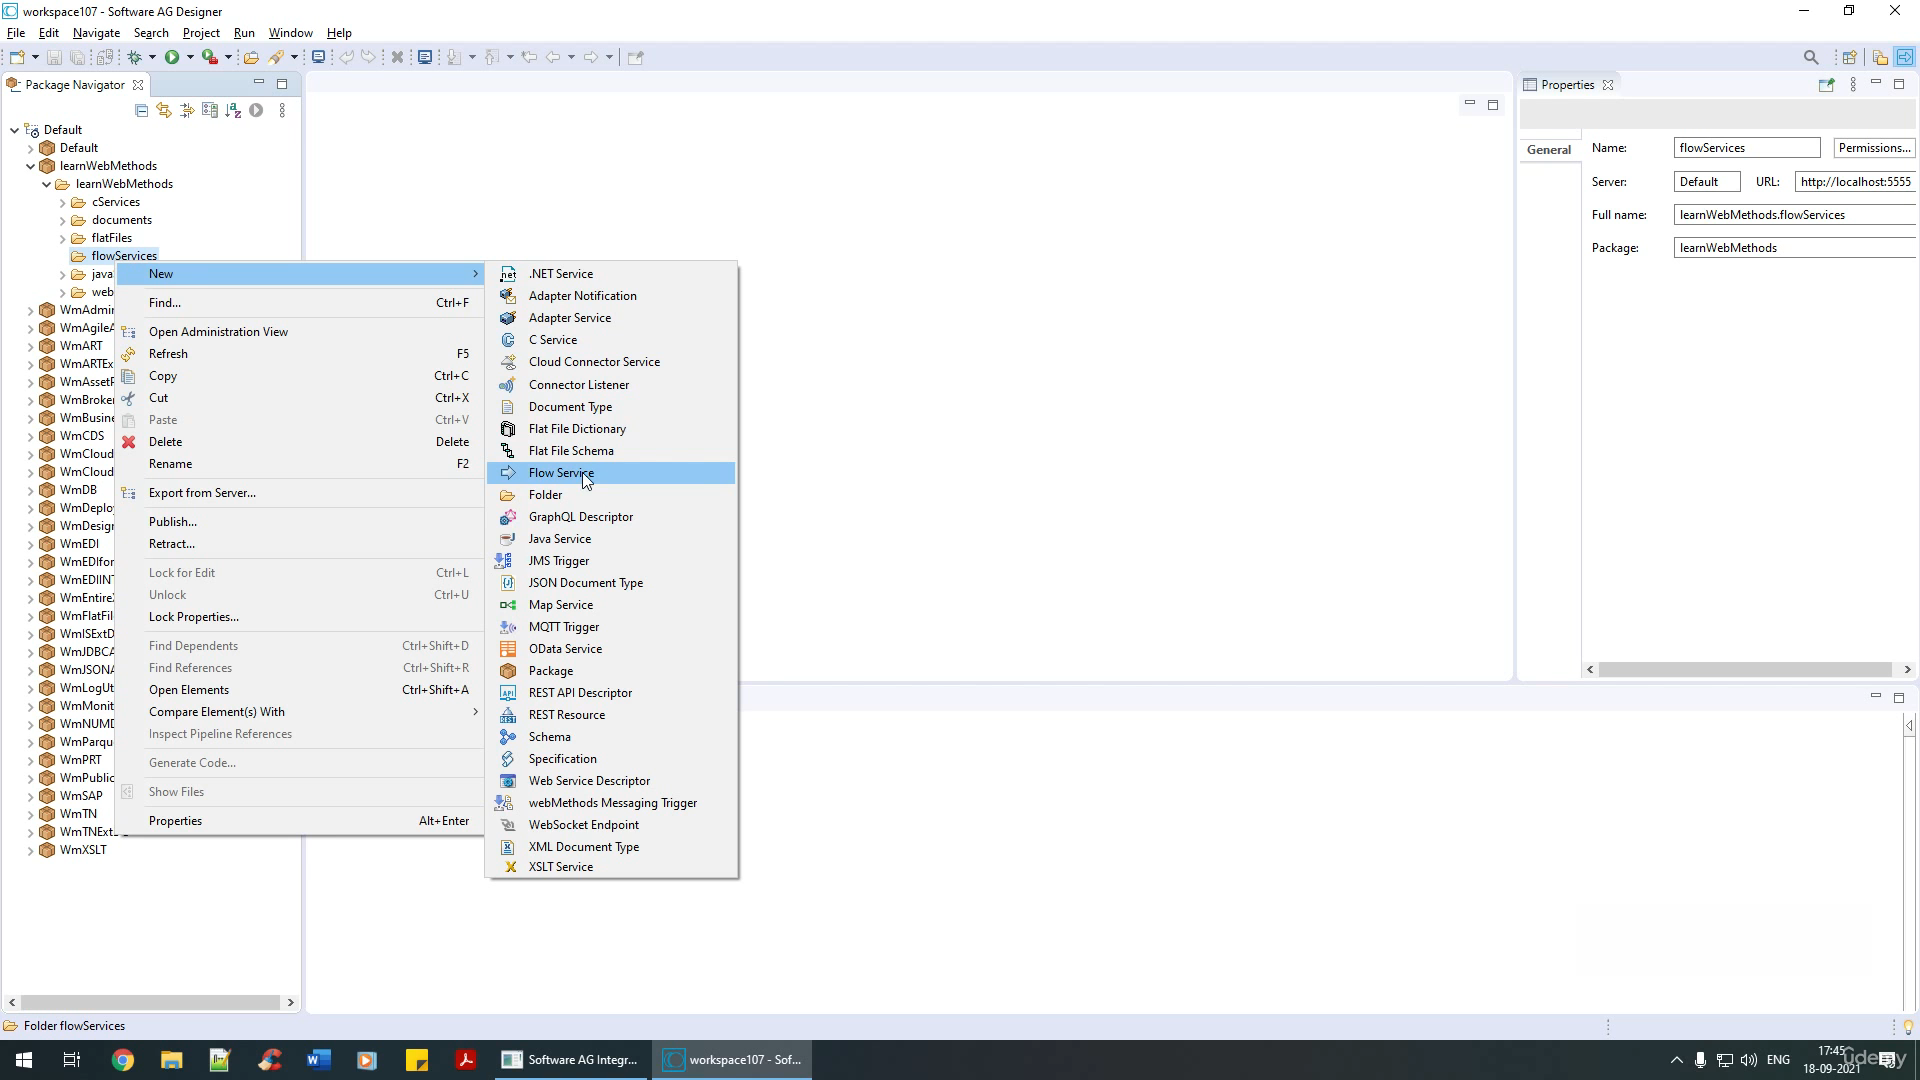 workspace107 - Software AG Designer
File Edit Navigate Search Project Run Window Help
Package Navigator
Properties
Default
Default
learnWebMethods
learnWebMethods
cServices
documents
flatFiles
flowServices
java
web
WmAdmin
WmAgileA
WmART
WmARTEx
WmAssetP
WmBroker
WmBusine
WmCDS
WmCloud
WmCloud
WmDB
WmDeplo
WmDesign
WmEDI
WmEDIfor
WmEDIINT
WmEntireX
WmFlatFil
WmISExtD
WmJDBCA
WmJSONA
WmLogUt
WmMonit
WmNUMD
WmParqu
WmPRT
WmPublic
WmSAP
WmTN
WmTNExt
WmXSLT
New
Find... Ctrl+F
Open Administration View
Refresh F5
Copy Ctrl+C
Cut Ctrl+X
Paste Ctrl+V
Delete Delete
Rename F2
Export from Server...
Publish...
Retract...
Lock for Edit Ctrl+L
Unlock Ctrl+U
Lock Properties...
Find Dependents Ctrl+Shift+D
Find References Ctrl+Shift+R
Open Elements Ctrl+Shift+A
Compare Element(s) With
Inspect Pipeline References
Generate Code...
Show Files
Properties Alt+Enter
.NET Service
Adapter Notification
Adapter Service
C Service
Cloud Connector Service
Connector Listener
Document Type
Flat File Dictionary
Flat File Schema
Flow Service
Folder
GraphQL Descriptor
Java Service
JMS Trigger
JSON Document Type
Map Service
MQTT Trigger
OData Service
Package
REST API Descriptor
REST Resource
Schema
Specification
Web Service Descriptor
webMethods Messaging Trigger
WebSocket Endpoint
XML Document Type
XSLT Service
General
Name: flowServices Permissions...
Server: Default URL: http://localhost:5555
Full name: learnWebMethods.flowServices
Package: learnWebMethods
Folder flowServices
Software AG Integr...
workspace107 - Sof...
ENG
17:45
18-09-2021
udemy